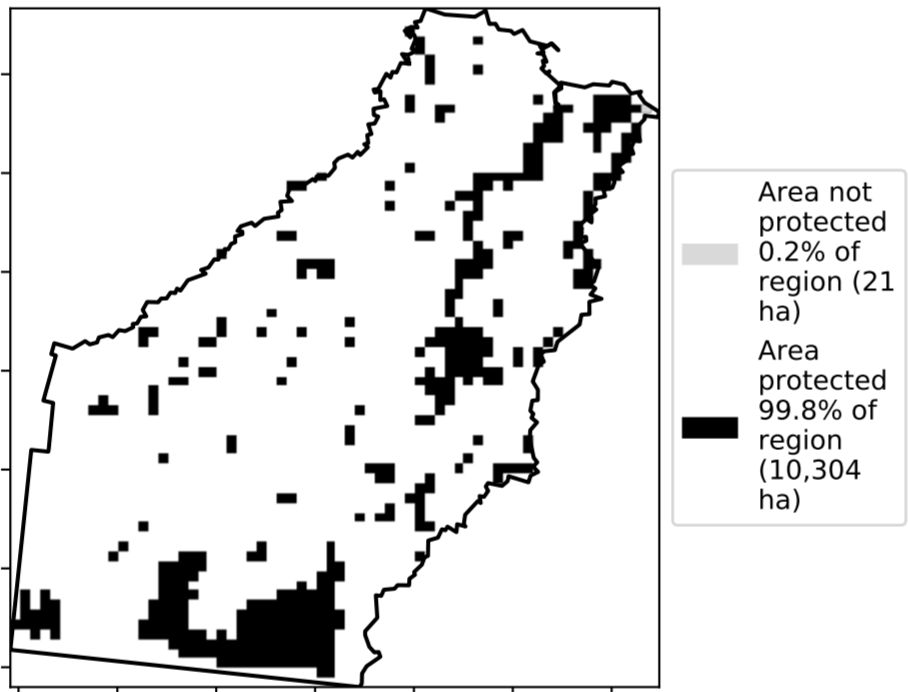 Area not
protected
0.2% of
region (21
ha)
Area
protected
99.8% of
region
(10,304
ha)